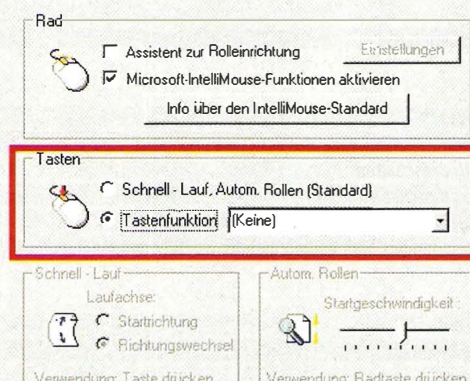 Rad
Assistent zur Rolleinrichtung
Einstellungen
Microsoft-IntelliMouse-Funktionen aktivieren
Info über den IntelliMouse-Standard
Tasten
Schnell - Lauf, Autom. Rollen (Standard)
Tastenfunktion (Keine)
Schnell - Lauf
Laufachse:
Startrichtung
Richtungswechsel
Verwendung: Taste drücken
Autom. Rollen
Startgeschwindigkeit :
Verwendung: Radtaste drücken